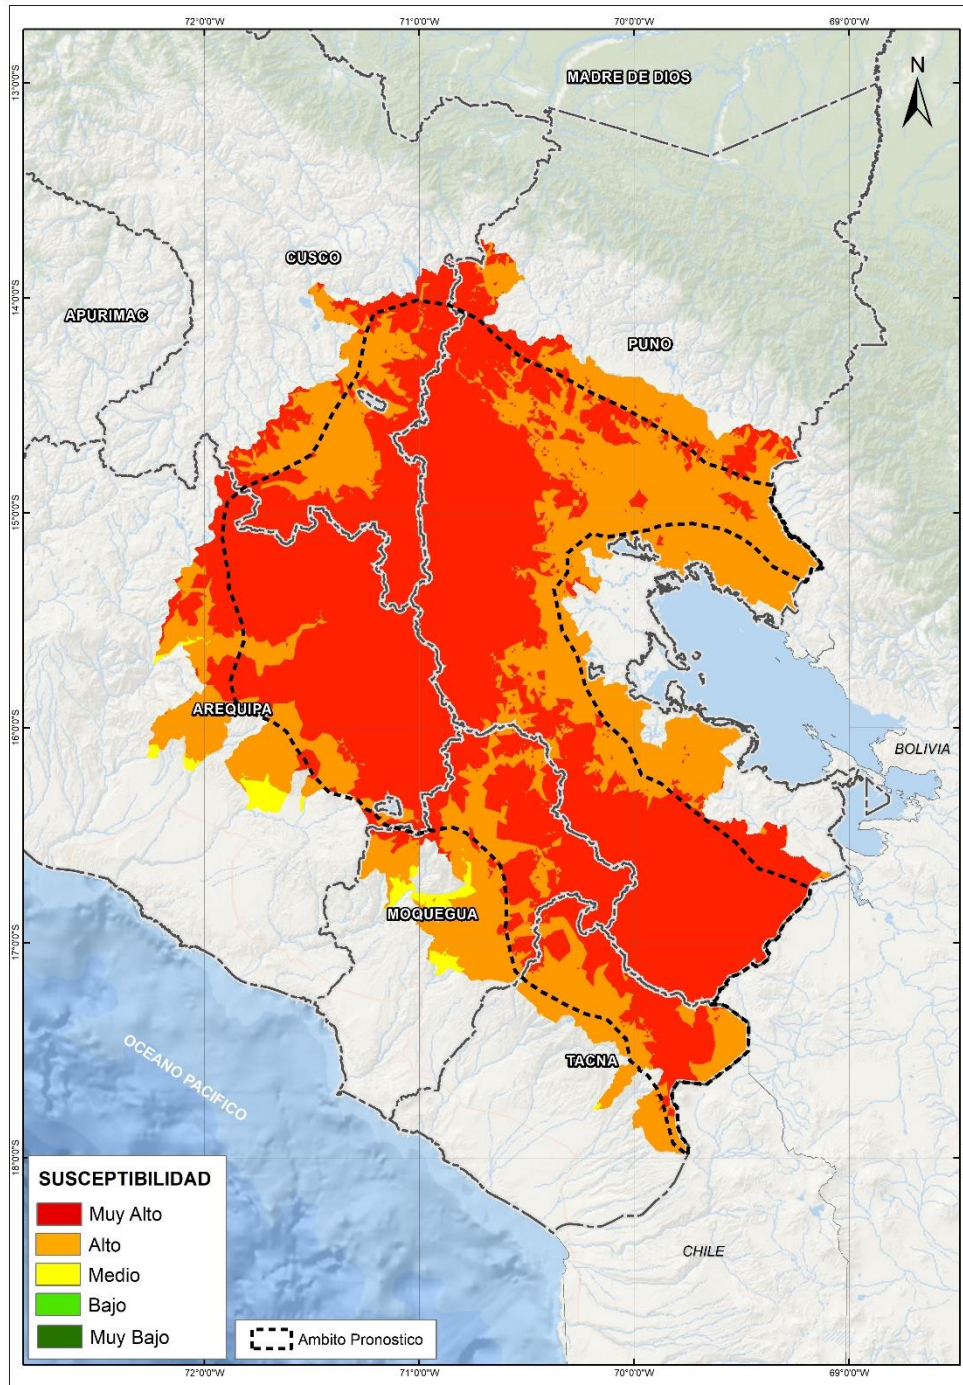 72°0'0"W
71°0'0"W
70°0'0"W
69°0'0"W
13°0'0"S
MADRE DE DIOS
N
CUSCO
14°0'0"S
APURIMAC
PUNO
15°0'0"S
AREQUIPA
16°0'0"S
BOLIVIA
MOQUEGUA
17°0'0"S
OCEANO PACIFICO
TACNA
18°0'0"S
SUSCEPTIBILIDAD
Muy Alto
Alto
Medio
Bajo
Muy Bajo
Ambito Pronostico
CHILE
72°0'0"W
71°0'0"W
70°0'0"W
69°0'0"W